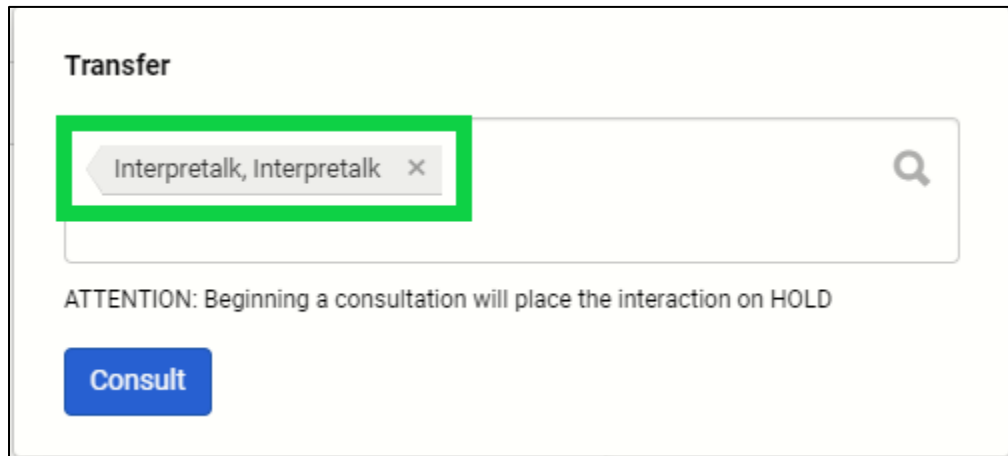 Transfer
Interpretalk, Interpretalk ×
ATTENTION: Beginning a consultation will place the interaction on HOLD
Consult